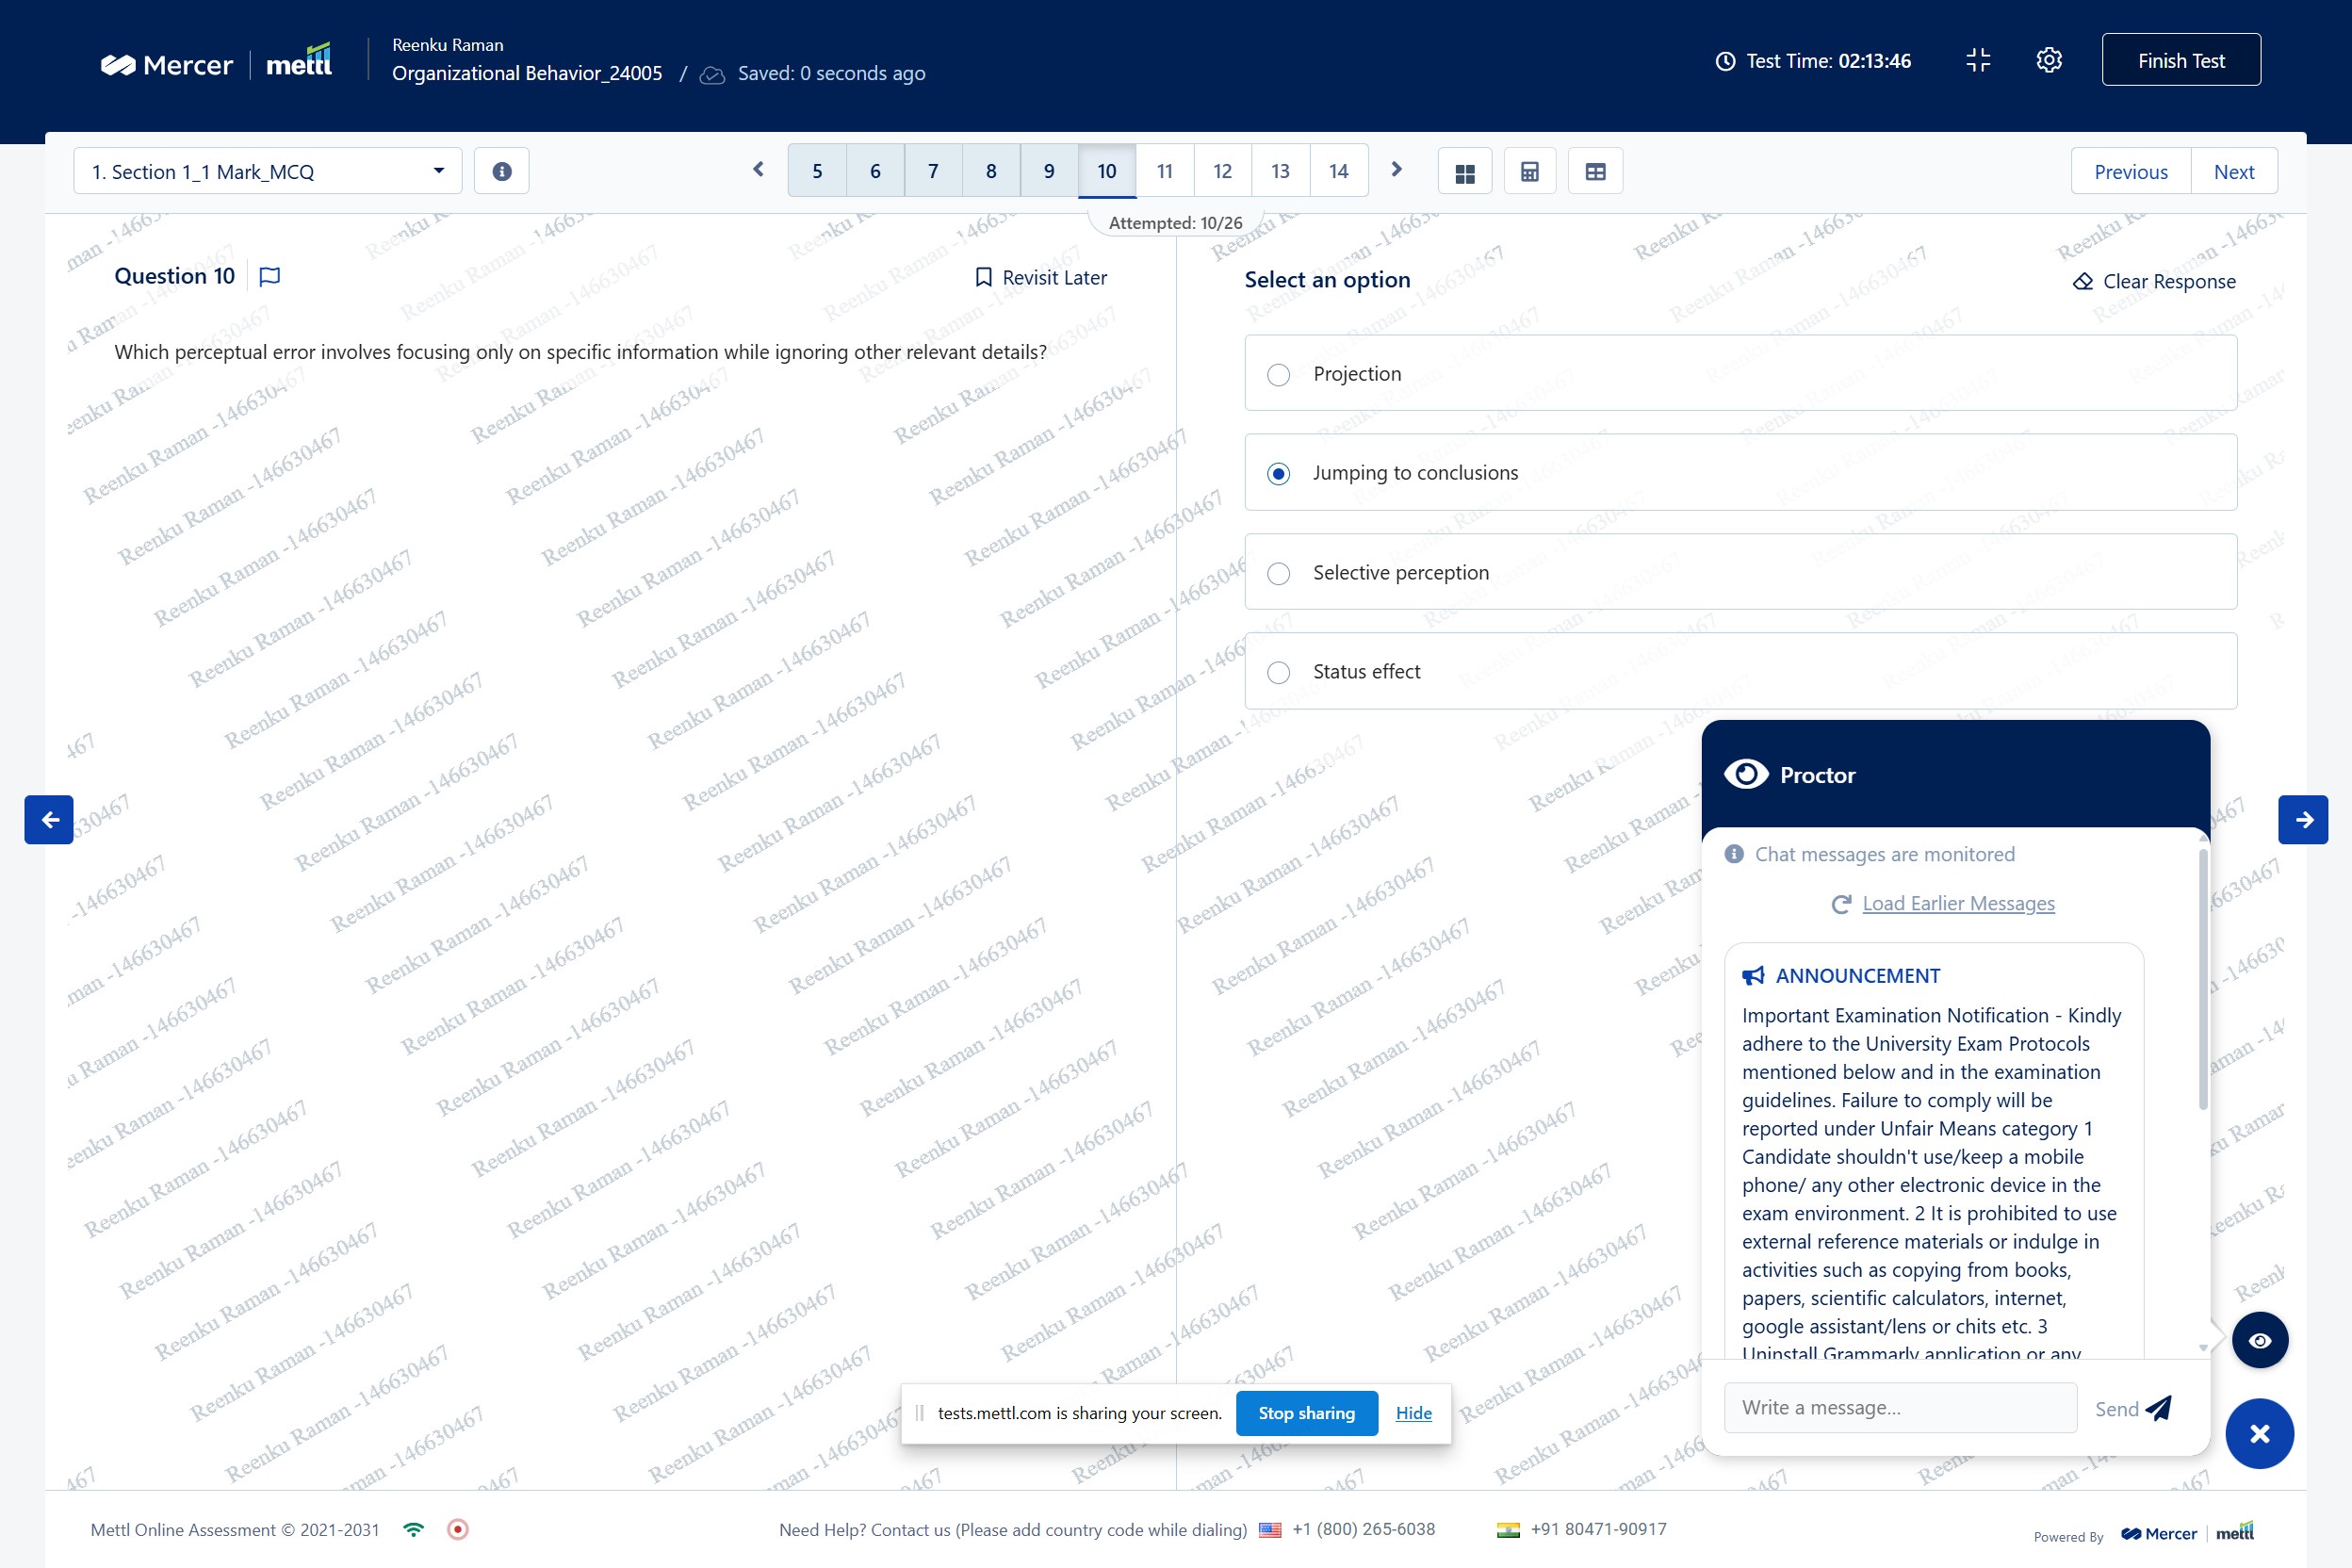 Mercer | mettl
Reenku Raman
Organizational Behavior_24005 / Saved: 0 seconds ago
Test Time: 02:13:46
Finish Test
1. Section 1_1 Mark_MCQ
5 6 7 8 9 10 11 12 13 14
Previous
Next
Attempted: 10/26
Question 10
Revisit Later
Which perceptual error involves focusing only on specific information while ignoring other relevant details?
Select an option
Clear Response
Projection
Jumping to conclusions
Selective perception
Status effect
Reenku Raman -146630467
Proctor
Chat messages are monitored
Load Earlier Messages
ANNOUNCEMENT
Important Examination Notification - Kindly
adhere to the University Exam Protocols
mentioned below and in the examination
guidelines. Failure to comply will be
reported under Unfair Means category 1
Candidate shouldn't use/keep a mobile
phone/ any other electronic device in the
exam environment. 2 It is prohibited to use
external reference materials or indulge in
activities such as copying from books,
papers, scientific calculators, internet,
google assistant/lens or chits etc. 3
Uninstall Grammarly application or any
Write a message...
Send
tests.mettl.com is sharing your screen.
Stop sharing
Hide
Mettl Online Assessment © 2021-2031
Need Help? Contact us (Please add country code while dialing) +1 (800) 265-6038 +91 80471-90917
Powered By Mercer | mettl